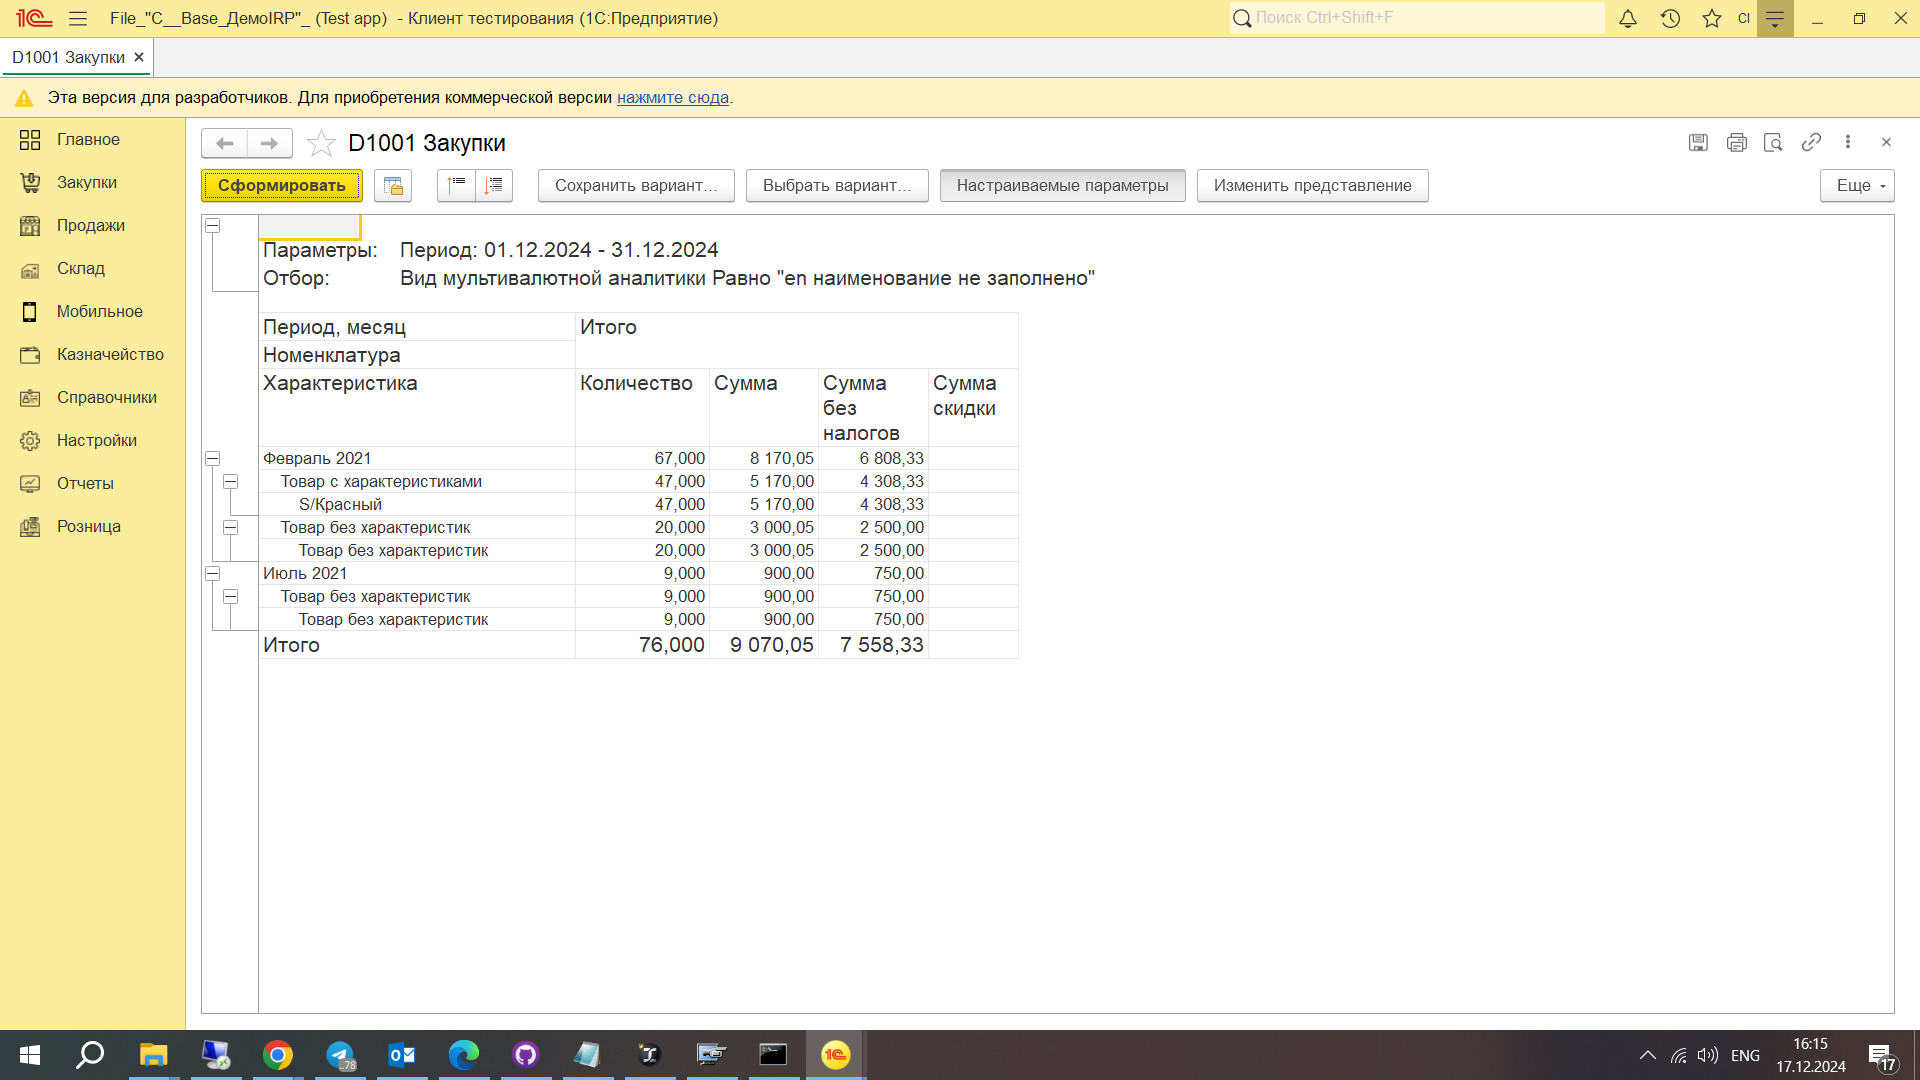 File_"C__Base_ДемоIRP"_ (Test app) - Клиент тестирования (1С:Предприятие)
Поиск Ctrl+Shift+F
CI
D1001 Закупки
Эта версия для разработчиков. Для приобретения коммерческой версии нажмите сюда.
Главное
Закупки
Продажи
Склад
Мобильное
Казначейство
Справочники
Настройки
Отчеты
Розница
D1001 Закупки
Сформировать
Сохранить вариант...
Выбрать вариант...
Настраиваемые параметры
Изменить представление
Еще
Параметры: Период: 01.12.2024 - 31.12.2024
Отбор: Вид мультивалютной аналитики Равно "en наименование не заполнено"
Период, месяц Итого
Номенклатура
Характеристика Количество Сумма Сумма без налогов Сумма скидки
Февраль 2021 67,000 8 170,05 6 808,33
Товар с характеристиками 47,000 5 170,00 4 308,33
S/Красный 47,000 5 170,00 4 308,33
Товар без характеристик 20,000 3 000,05 2 500,00
Товар без характеристик 20,000 3 000,05 2 500,00
Июль 2021 9,000 900,00 750,00
Товар без характеристик 9,000 900,00 750,00
Товар без характеристик 9,000 900,00 750,00
Итого 76,000 9 070,05 7 558,33
..78
ENG
16:15
17.12.2024
17